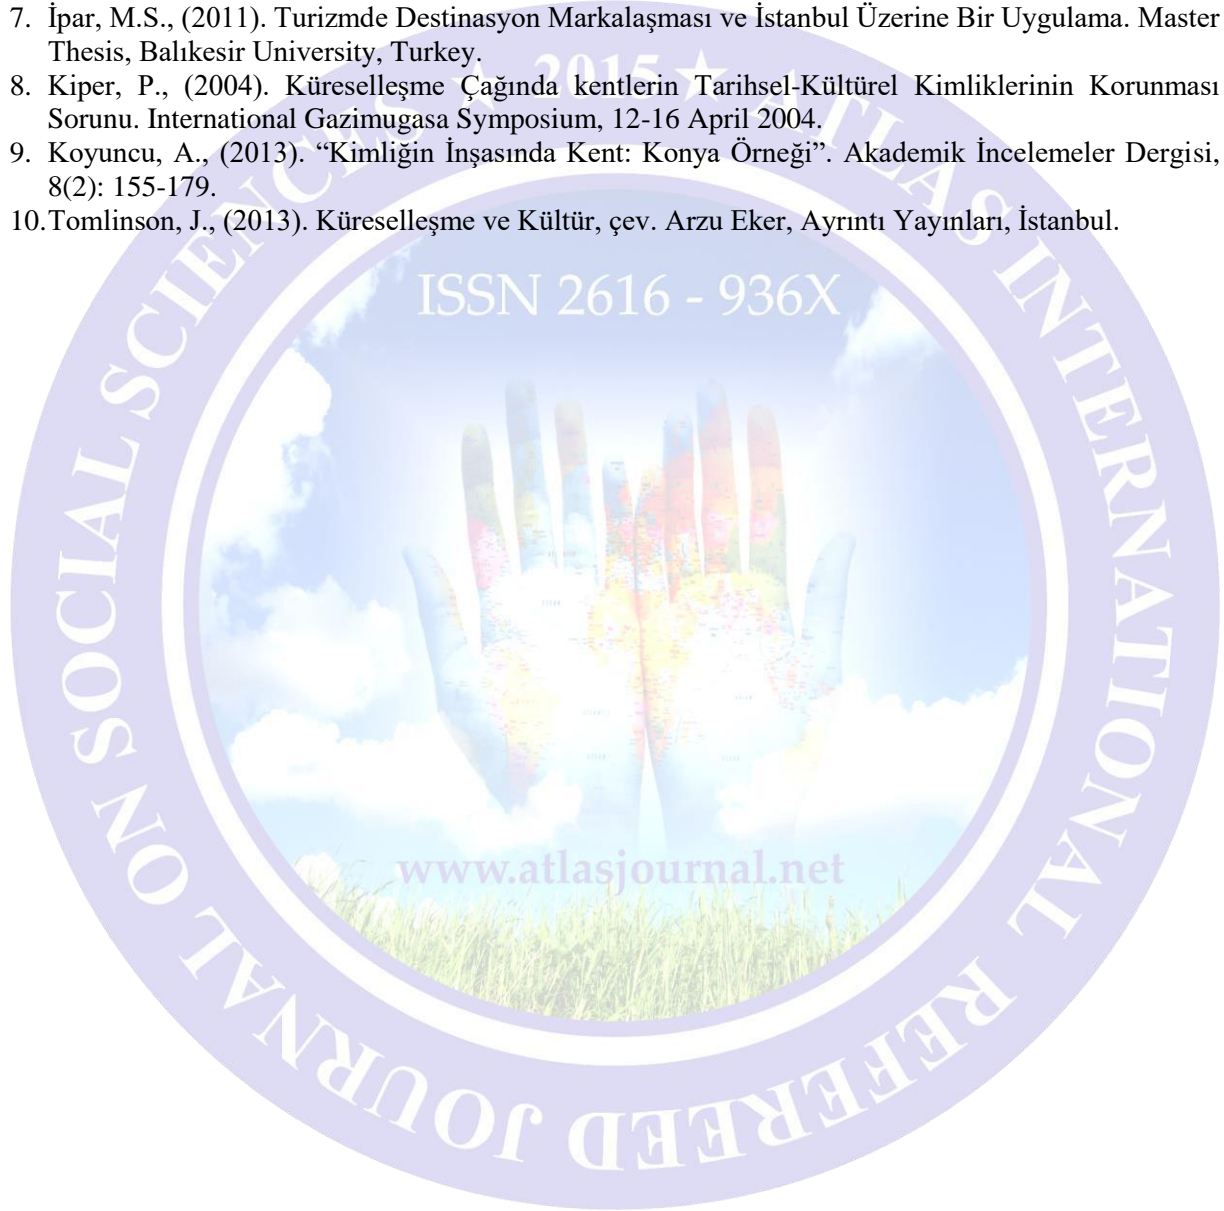 7. İpar, M.S., (2011). Turizmde Destinasyon Markalaşması ve İstanbul Üzerine Bir Uygulama. Master
Thesis, Balıkesir University, Turkey.
8. Kiper, P., (2004). Küreselleşme Çağında kentlerin Tarihsel-Kültürel Kimliklerinin Korunması
Sorunu. International Gazimugasa Symposium, 12-16 April 2004.
9. Koyuncu, A., (2013). “Kimliğin İnşasında Kent: Konya Örneği”. Akademik İncelemeler Dergisi,
8(2): 155-179.
10.Tomlinson, J., (2013). Küreselleşme ve Kültür, çev. Arzu Eker, Ayrıntı Yayınları, İstanbul.
★ 2015 ★ ATLAS INTERNATIONAL REFEREED JOURNAL ON SOCIAL SCIENCES
ISSN 2616 - 936X
www.atlasjournal.net